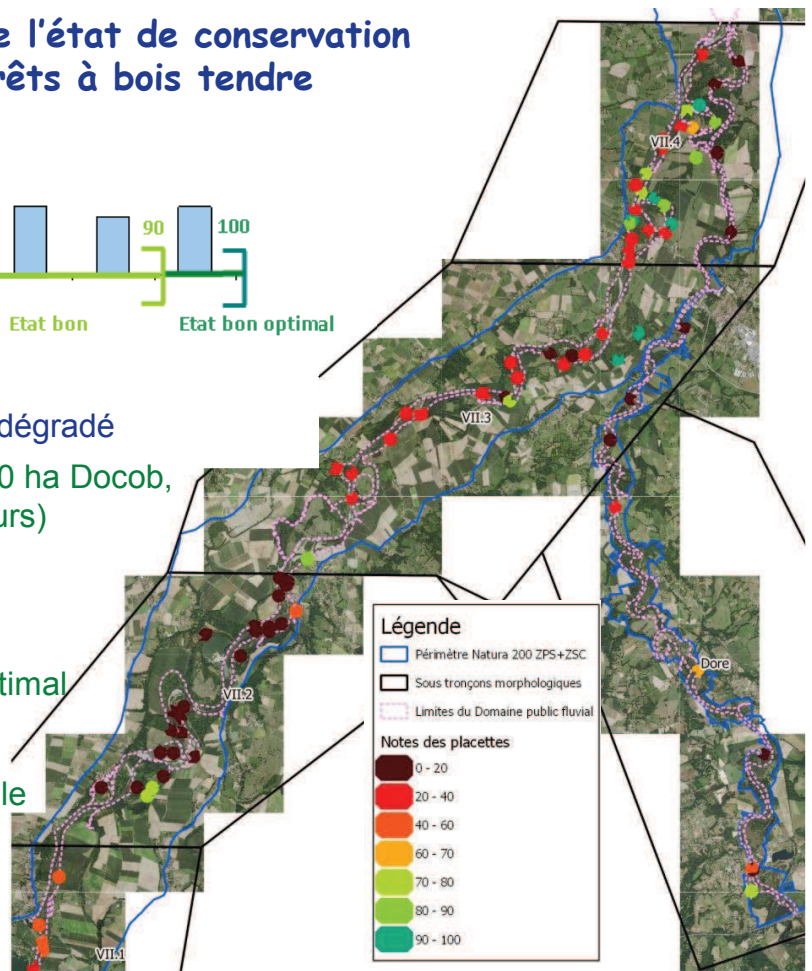 e l'état de conservation
rêts à bois tendre
90
100
Etat bon
Etat bon optimal
dégradé
0 ha Docob,
urs)
timal
le
VII.4
VII.3
VII.2
VII.1
Dore
Légende
Périmètre Natura 200 ZPS+ZSC
Sous tronçons morphologiques
Limites du Domaine public fluvial
Notes des placettes
0 - 20
20 - 40
40 - 60
60 - 70
70 - 80
80 - 90
90 - 100